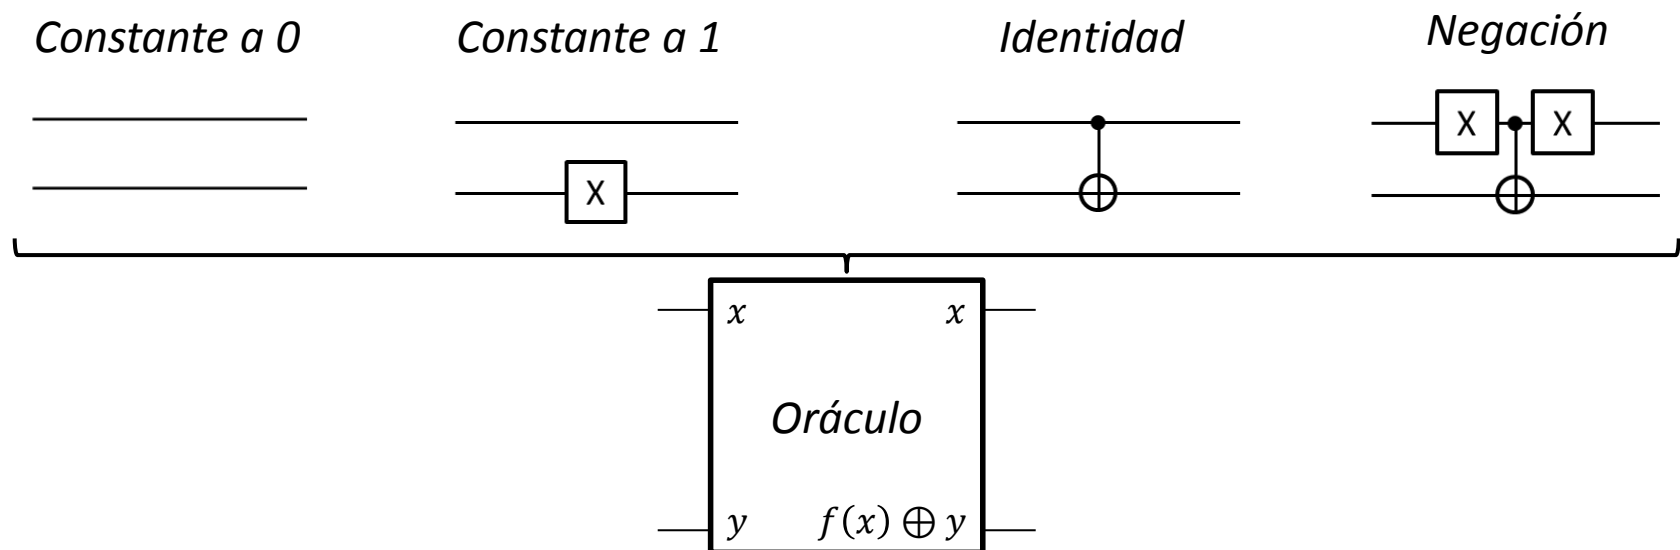 Constante a 0
Constante a 1
Identidad
Negación
X
X
X
x
x
Oráculo
y
f(x) ⊕ y